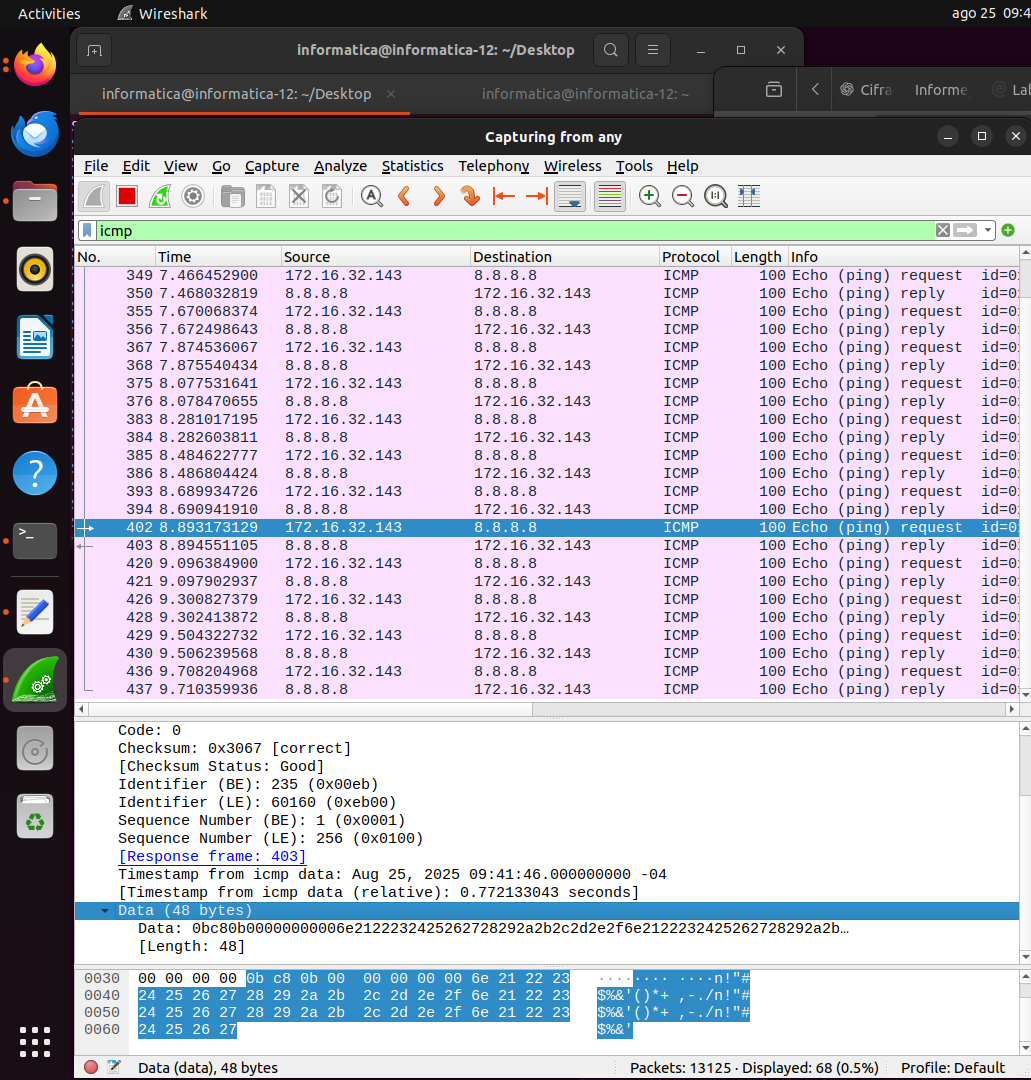 Activities Wireshark ago 25 09:4
informatica@informatica-12: ~/Desktop
informatica@informatica-12: ~/Desktop × informatica@informatica-12: ~ Cifra Informe Lab
Capturing from any
File Edit View Go Capture Analyze Statistics Telephony Wireless Tools Help
icmp
No. Time Source Destination Protocol Length Info
349 7.466452900 172.16.32.143 8.8.8.8 ICMP 100 Echo (ping) request id=0
350 7.468032819 8.8.8.8 172.16.32.143 ICMP 100 Echo (ping) reply id=0
355 7.670068374 172.16.32.143 8.8.8.8 ICMP 100 Echo (ping) request id=0
356 7.672498643 8.8.8.8 172.16.32.143 ICMP 100 Echo (ping) reply id=0
367 7.874536067 172.16.32.143 8.8.8.8 ICMP 100 Echo (ping) request id=0
368 7.875540434 8.8.8.8 172.16.32.143 ICMP 100 Echo (ping) reply id=0
375 8.077531641 172.16.32.143 8.8.8.8 ICMP 100 Echo (ping) request id=0
376 8.078470655 8.8.8.8 172.16.32.143 ICMP 100 Echo (ping) reply id=0
383 8.281017195 172.16.32.143 8.8.8.8 ICMP 100 Echo (ping) request id=0
384 8.282603811 8.8.8.8 172.16.32.143 ICMP 100 Echo (ping) reply id=0
385 8.484622777 172.16.32.143 8.8.8.8 ICMP 100 Echo (ping) request id=0
386 8.486804424 8.8.8.8 172.16.32.143 ICMP 100 Echo (ping) reply id=0
393 8.689934726 172.16.32.143 8.8.8.8 ICMP 100 Echo (ping) request id=0
394 8.690941910 8.8.8.8 172.16.32.143 ICMP 100 Echo (ping) reply id=0
402 8.893173129 172.16.32.143 8.8.8.8 ICMP 100 Echo (ping) request id=0
403 8.894551105 8.8.8.8 172.16.32.143 ICMP 100 Echo (ping) reply id=0
420 9.096384900 172.16.32.143 8.8.8.8 ICMP 100 Echo (ping) request id=0
421 9.097902937 8.8.8.8 172.16.32.143 ICMP 100 Echo (ping) reply id=0
426 9.300827379 172.16.32.143 8.8.8.8 ICMP 100 Echo (ping) request id=0
428 9.302413872 8.8.8.8 172.16.32.143 ICMP 100 Echo (ping) reply id=0
429 9.504322732 172.16.32.143 8.8.8.8 ICMP 100 Echo (ping) request id=0
430 9.506239568 8.8.8.8 172.16.32.143 ICMP 100 Echo (ping) reply id=0
436 9.708204968 172.16.32.143 8.8.8.8 ICMP 100 Echo (ping) request id=0
437 9.710359936 8.8.8.8 172.16.32.143 ICMP 100 Echo (ping) reply id=0
Code: 0
Checksum: 0x3067 [correct]
[Checksum Status: Good]
Identifier (BE): 235 (0x00eb)
Identifier (LE): 60160 (0xeb00)
Sequence Number (BE): 1 (0x0001)
Sequence Number (LE): 256 (0x0100)
[Response frame: 403]
Timestamp from icmp data: Aug 25, 2025 09:41:46.000000000 -04
[Timestamp from icmp data (relative): 0.772133043 seconds]
Data (48 bytes)
Data: 0bc80b00000000006e2122232425262728292a2b2c2d2e2f6e2122232425262728292a2b…
[Length: 48]
0030 00 00 00 00 0b c8 0b 00 00 00 00 00 6e 21 22 23 ········ ····n!"#
0040 24 25 26 27 28 29 2a 2b 2c 2d 2e 2f 6e 21 22 23 $%&'()*+ ,-./n!"#
0050 24 25 26 27 28 29 2a 2b 2c 2d 2e 2f 6e 21 22 23 $%&'()*+ ,-./n!"#
0060 24 25 26 27 $%&'
Data (data), 48 bytes Packets: 13125 · Displayed: 68 (0.5%) Profile: Default